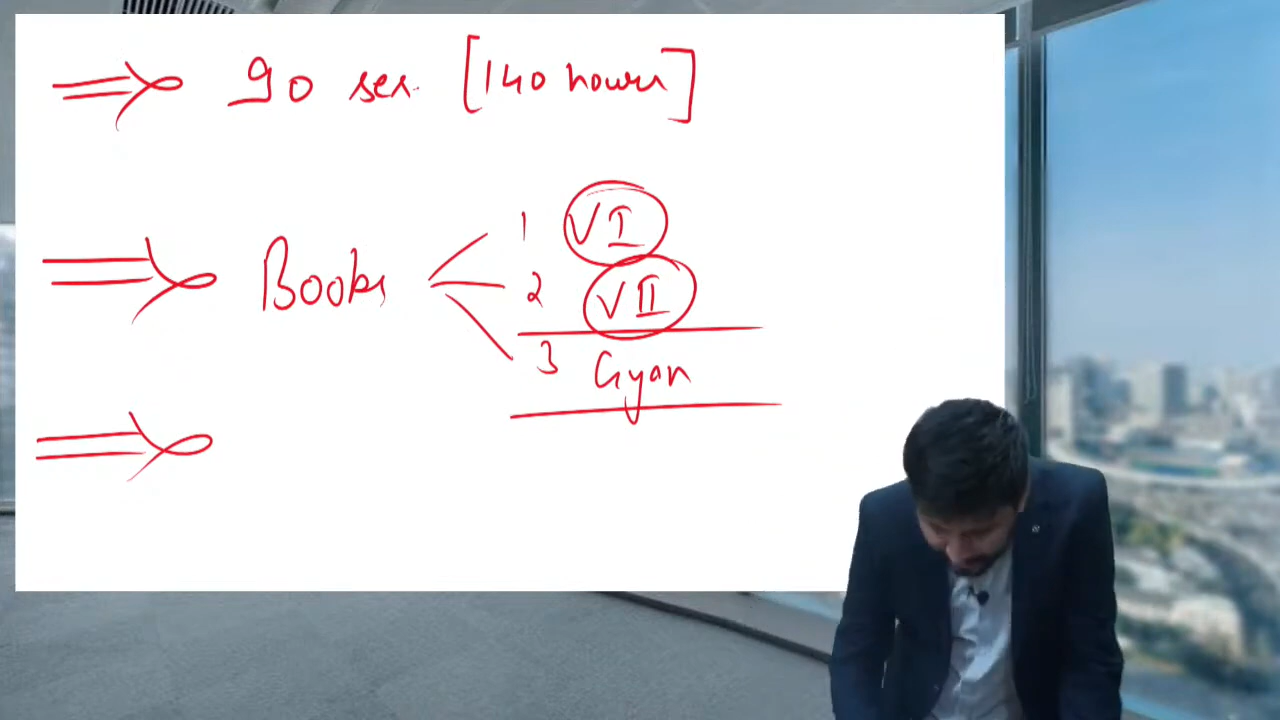 ⇒ 90 ses. [140 hours]
⇒ Books
1 VI
2 VII
3 Gyan
⇒